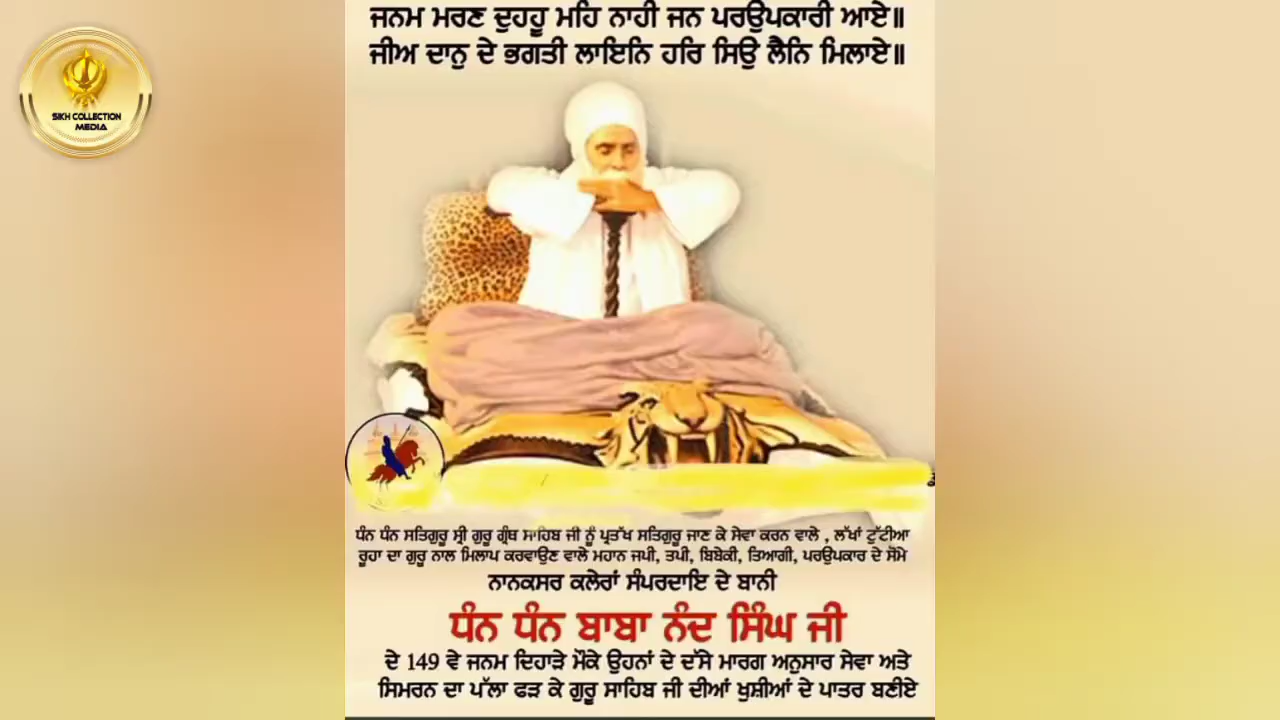 SIKH COLLECTION
MEDIA
ਜਨਮ ਮਰਣ ਦੁਹਹੂ ਮਹਿ ਨਾਹੀ ਜਨ ਪਰਉਪਕਾਰੀ ਆਏ॥
ਜੀਅ ਦਾਨੁ ਦੇ ਭਗਤੀ ਲਾਇਨਿ ਹਰਿ ਸਿਉ ਲੈਨਿ ਮਿਲਾਏ॥
ਧੰਨ ਧੰਨ ਸਤਿਗੁਰੂ ਸ੍ਰੀ ਗੁਰੂ ਗ੍ਰੰਥ ਸਾਹਿਬ ਜੀ ਨੂੰ ਪ੍ਰਤੱਖ ਸਤਿਗੁਰੂ ਜਾਣ ਕੇ ਸੇਵਾ ਕਰਨ ਵਾਲੇ , ਲੱਖਾਂ ਟੁੱਟੀਆ
ਰੂਹਾ ਦਾ ਗੁਰੂ ਨਾਲ ਮਿਲਾਪ ਕਰਵਾਉਣ ਵਾਲੇ ਮਹਾਨ ਜਪੀ, ਤਪੀ, ਬਿਬੇਕੀ, ਤਿਆਗੀ, ਪਰਉਪਕਾਰ ਦੇ ਸੋਮੇ
ਨਾਨਕਸਰ ਕਲੇਰਾਂ ਸੰਪਰਦਾਇ ਦੇ ਬਾਨੀ
ਧੰਨ ਧੰਨ ਬਾਬਾ ਨੰਦ ਸਿੰਘ ਜੀ
ਦੇ 149 ਵੇ ਜਨਮ ਦਿਹਾੜੇ ਮੌਕੇ ਉਹਨਾਂ ਦੇ ਦੱਸੇ ਮਾਰਗ ਅਨੁਸਾਰ ਸੇਵਾ ਅਤੇ
ਸਿਮਰਨ ਦਾ ਪੱਲਾ ਫੜ ਕੇ ਗੁਰੂ ਸਾਹਿਬ ਜੀ ਦੀਆਂ ਖੁਸ਼ੀਆਂ ਦੇ ਪਾਤਰ ਬਣੀਏ